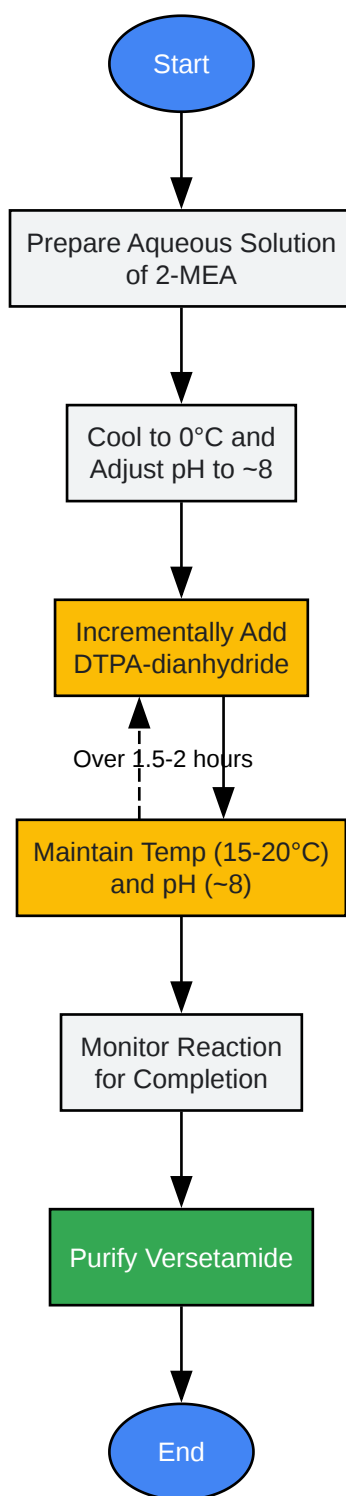 Start
Prepare Aqueous Solution
of 2-MEA
Cool to 0°C and
Adjust pH to ~8
Incrementally Add
DTPA-dianhydride
Over 1.5-2 hours
Maintain Temp (15-20°C)
and pH (~8)
Monitor Reaction
for Completion
Purify Versetamide
End